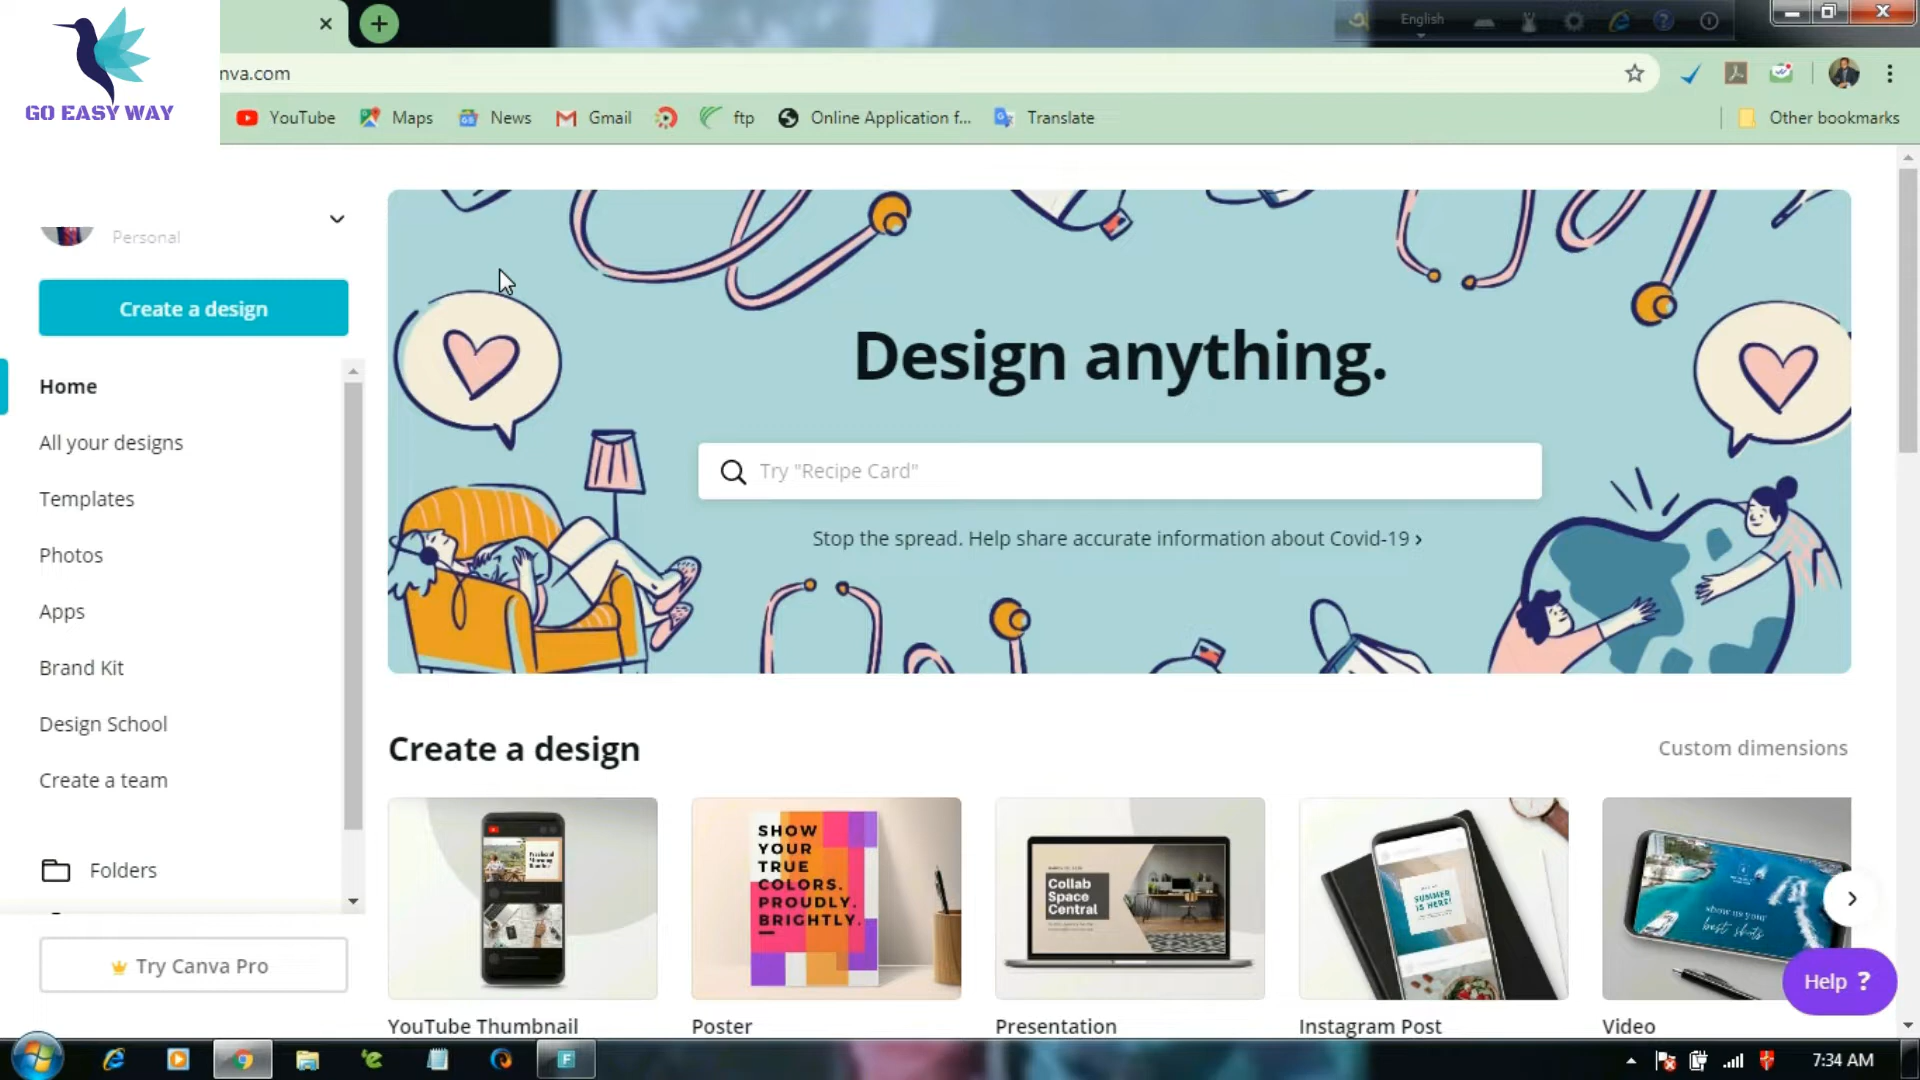 GO EASY WAY
English
nva.com
YouTube
Maps
News
Gmail
ftp
Online Application f...
Translate
Other bookmarks
Personal
Create a design
Home
All your designs
Templates
Photos
Apps
Brand Kit
Design School
Create a team
Folders
Try Canva Pro
Design anything.
Try "Recipe Card"
Stop the spread. Help share accurate information about Covid-19 ›
Create a design
Custom dimensions
SHOW
YOUR
TRUE
COLORS.
PROUDLY.
BRIGHTLY.
Collab
Space
Central
SUMMER
IS HERE!
show us your
best shots
YouTube Thumbnail
Poster
Presentation
Instagram Post
Video
Help ?
7:34 AM